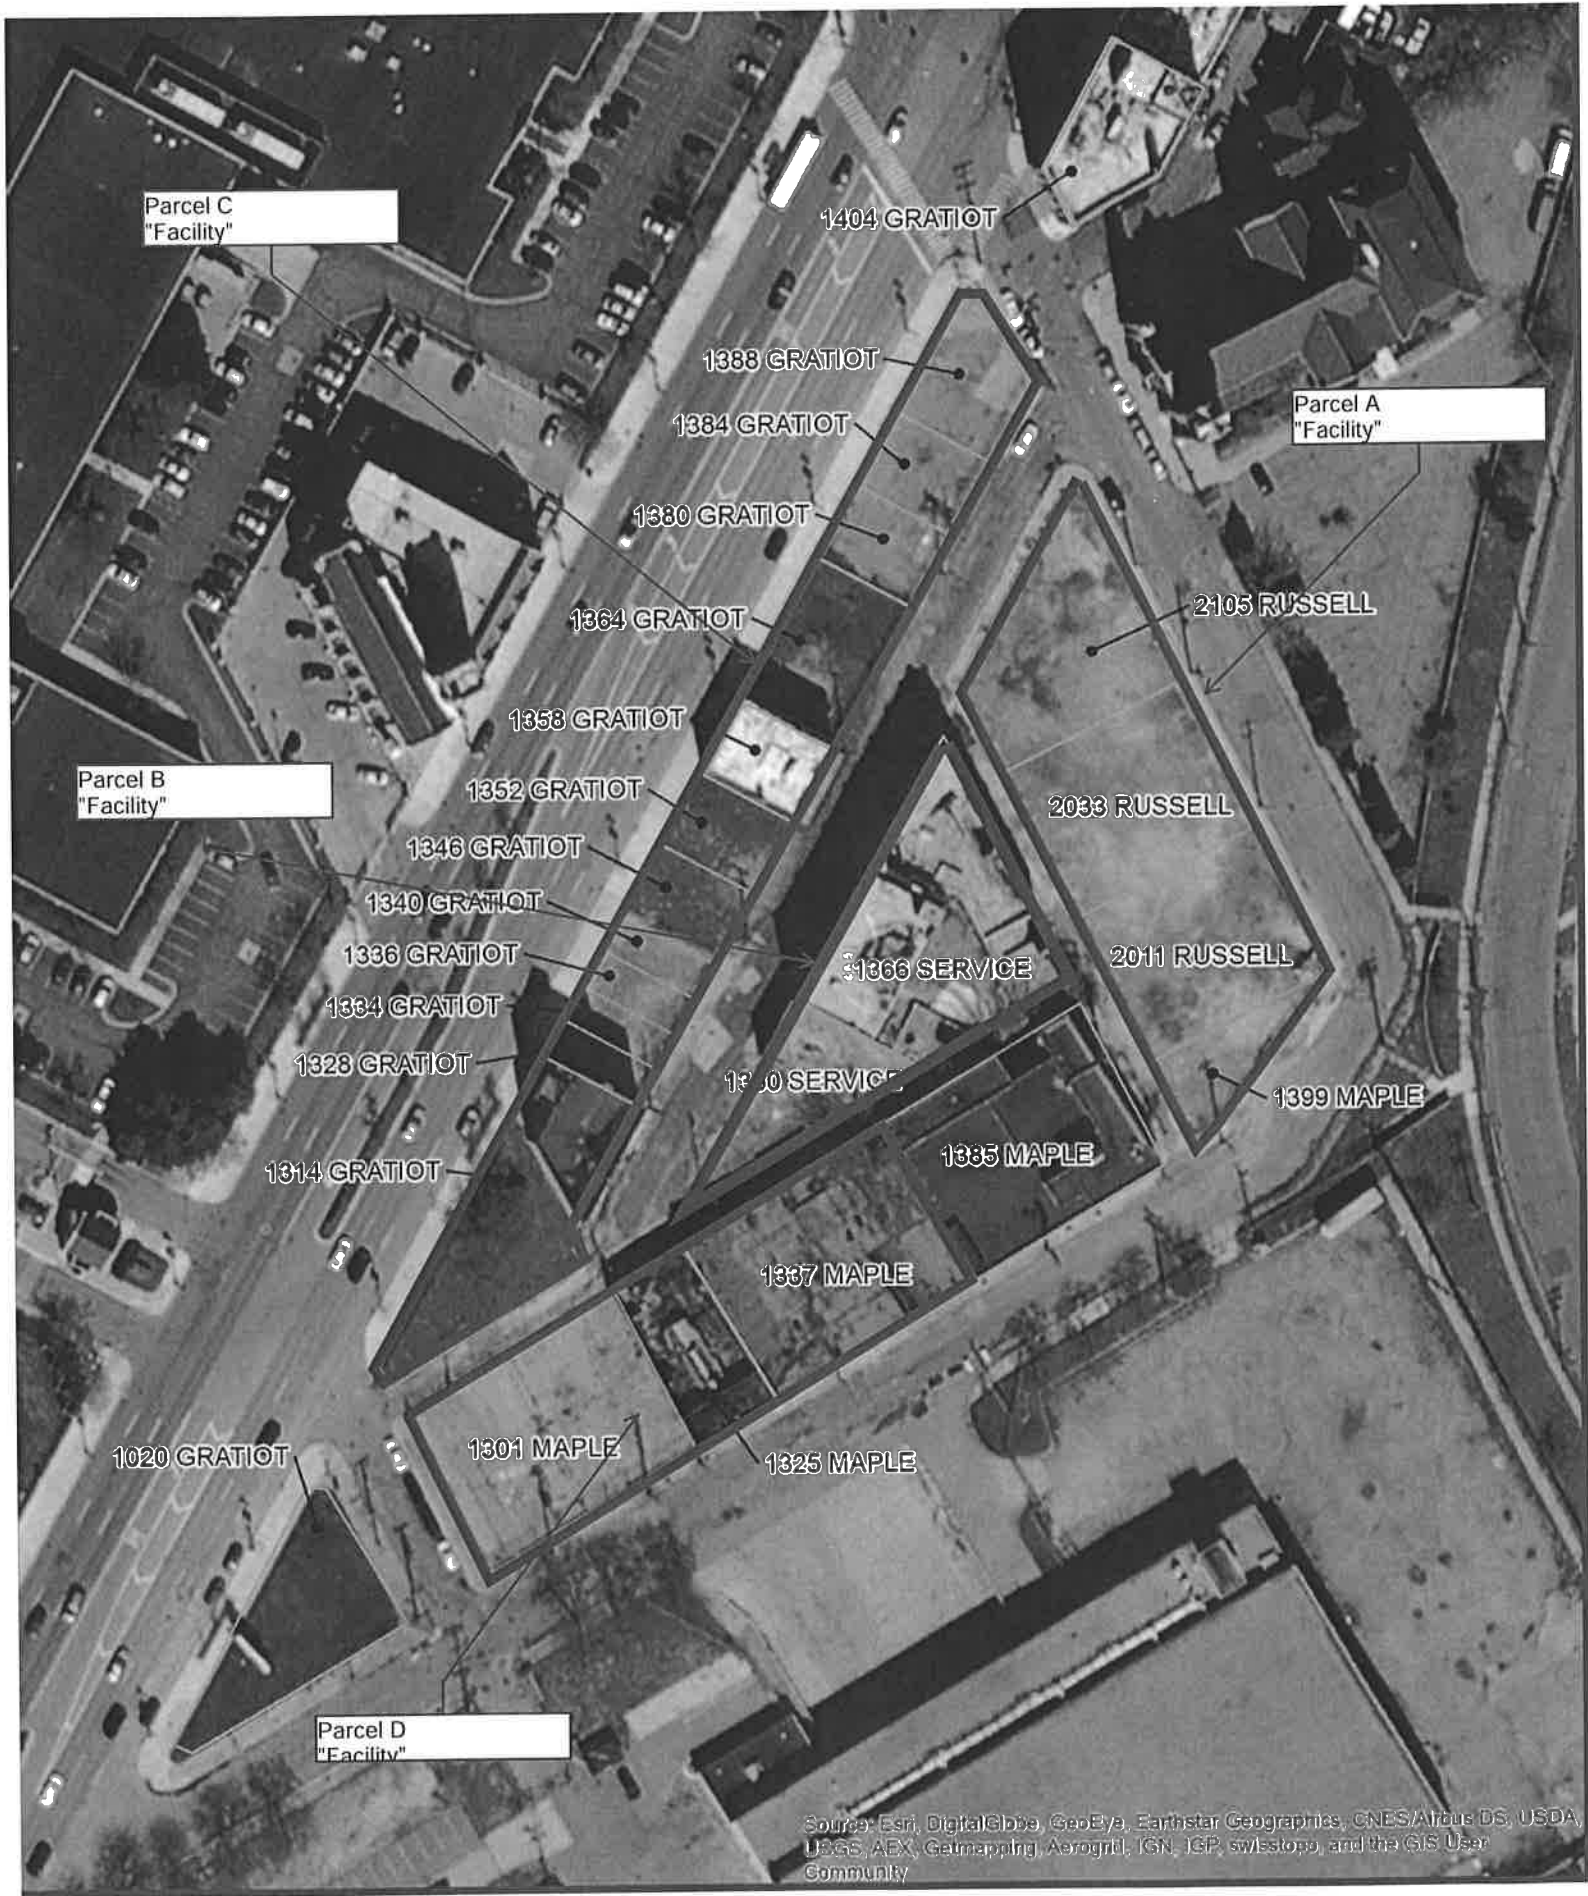 Parcel C
"Facility"
1404 GRATIOT
1388 GRATIOT
Parcel A
"Facility"
1384 GRATIOT
1380 GRATIOT
2105 RUSSELL
1364 GRATIOT
1358 GRATIOT
Parcel B
"Facility"
1352 GRATIOT
2033 RUSSELL
1346 GRATIOT
1340 GRATIOT
1336 GRATIOT
2011 RUSSELL
1366 SERVICE
1334 GRATIOT
1328 GRATIOT
SERVICE
1399 MAPLE
1385 MAPLE
1314 GRATIOT
1337 MAPLE
1301 MAPLE
1020 GRATIOT
1325 MAPLE
Parcel D
"Facility"
Source: Esri, DigitalGlobe, GeoEye, Earthstar Geographics, CNES/Airbus DS, USDA,
USGS, AEX, Getmapping, Aerogrid, IGN, IGP, swisstopo, and the GIS User
Community